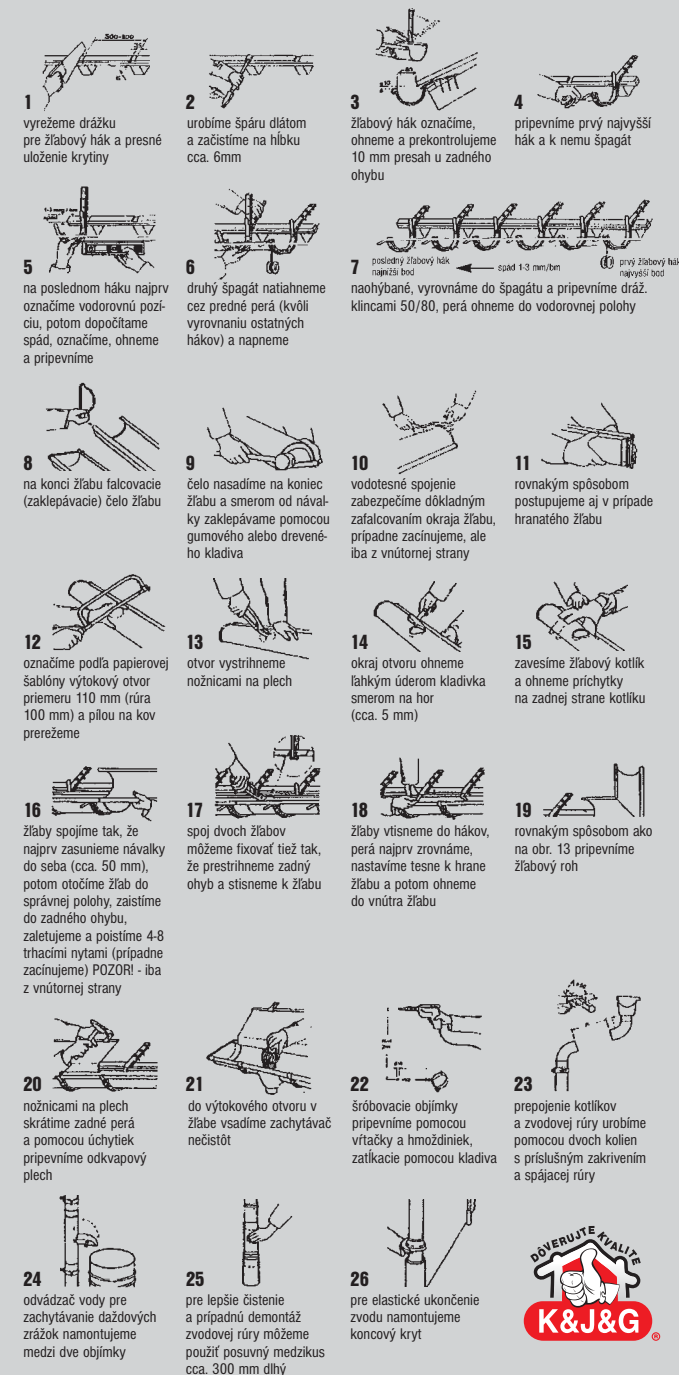 500-800
1
vyrežeme drážku
pre žľabový hák a presné
uloženie krytiny
2
urobíme špáru dlátom
a začistíme na hĺbku
cca. 6mm
3
žľabový hák označíme,
ohneme a prekontrolujeme
10 mm presah u zadného
ohybu
4
pripevníme prvý najvyšší
hák a k nemu špagát
5
na poslednom háku najprv
označíme vodorovnú pozí-
ciu, potom dopočítame
spád, označíme, ohneme
a pripevníme
6
druhý špagát natiahneme
cez predné perá (kvôli
vyrovnaniu ostatných
hákov) a napneme
7
posledný žľabový hák
najnižší bod
spád 1-3 mm/bm
prvý žľabový hák
najvyšší bod
naohýbané, vyrovnáme do špagátu a pripevníme dráž.
klincami 50/80, perá ohneme do vodorovnej polohy
8
na konci žľabu falcovacie
(zaklepávacie) čelo žľabu
9
čelo nasadíme na koniec
žľabu a smerom od nával-
ky zaklepávame pomocou
gumového alebo drevené-
ho kladiva
10
vodotesné spojenie
zabezpečíme dôkladným
zafalcovaním okraja žľabu,
prípadne zacínujeme, ale
iba z vnútornej strany
11
rovnakým spôsobom
postupujeme aj v prípade
hranatého žľabu
12
označíme podľa papierovej
šablóny výtokový otvor
priemeru 110 mm (rúra
100 mm) a pílou na kov
prerežeme
13
otvor vystrihneme
nožnicami na plech
14
okraj otvoru ohneme
ľahkým úderom kladivka
smerom na hor
(cca. 5 mm)
15
zavesíme žľabový kotlík
a ohneme príchytky
na zadnej strane kotlíku
16
žľaby spojíme tak, že
najprv zasunieme návalky
do seba (cca. 50 mm),
potom otočíme žľab do
správnej polohy, zaistíme
do zadného ohybu,
zaletujeme a poistíme 4-8
trhacími nytami (prípadne
zacínujeme) POZOR! - iba
z vnútornej strany
17
spoj dvoch žľabov
môžeme fixovať tiež tak,
že prestrihneme zadný
ohyb a stisneme k žľabu
18
žľaby vtisneme do hákov,
perá najprv zrovnáme,
nastavíme tesne k hrane
žľabu a potom ohneme
do vnútra žľabu
19
rovnakým spôsobom ako
na obr. 13 pripevníme
žľabový roh
20
nožnicami na plech
skrátime zadné perá
a pomocou úchytiek
pripevníme odkvapový
plech
21
do výtokového otvoru v
žľabe vsadíme zachytávač
nečistôt
22
šróbovacie objímky
pripevníme pomocou
vŕtačky a hmoždiniek,
zatĺkacie pomocou kladiva
23
prepojenie kotlíkov
a zvodovej rúry urobíme
pomocou dvoch kolien
s príslušným zakrivením
a spájacej rúry
24
odvádzač vody pre
zachytávanie daždových
zrážok namontujeme
medzi dve objímky
25
pre lepšie čistenie
a prípadnú demontáž
zvodovej rúry môžeme
použiť posuvný medzikus
cca. 300 mm dlhý
26
pre elastické ukončenie
zvodu namontujeme
koncový kryt
DÔVERUJTE KVALITE
K&J&G
®